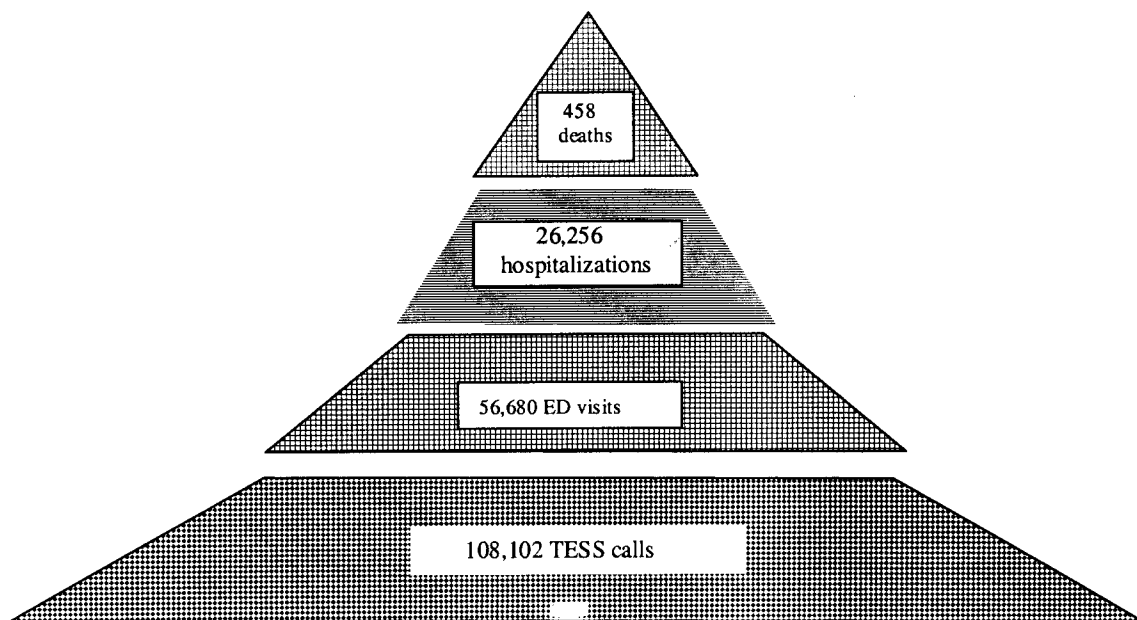 458
deaths
26,256
hospitalizations
56,680 ED visits
108,102 TESS calls